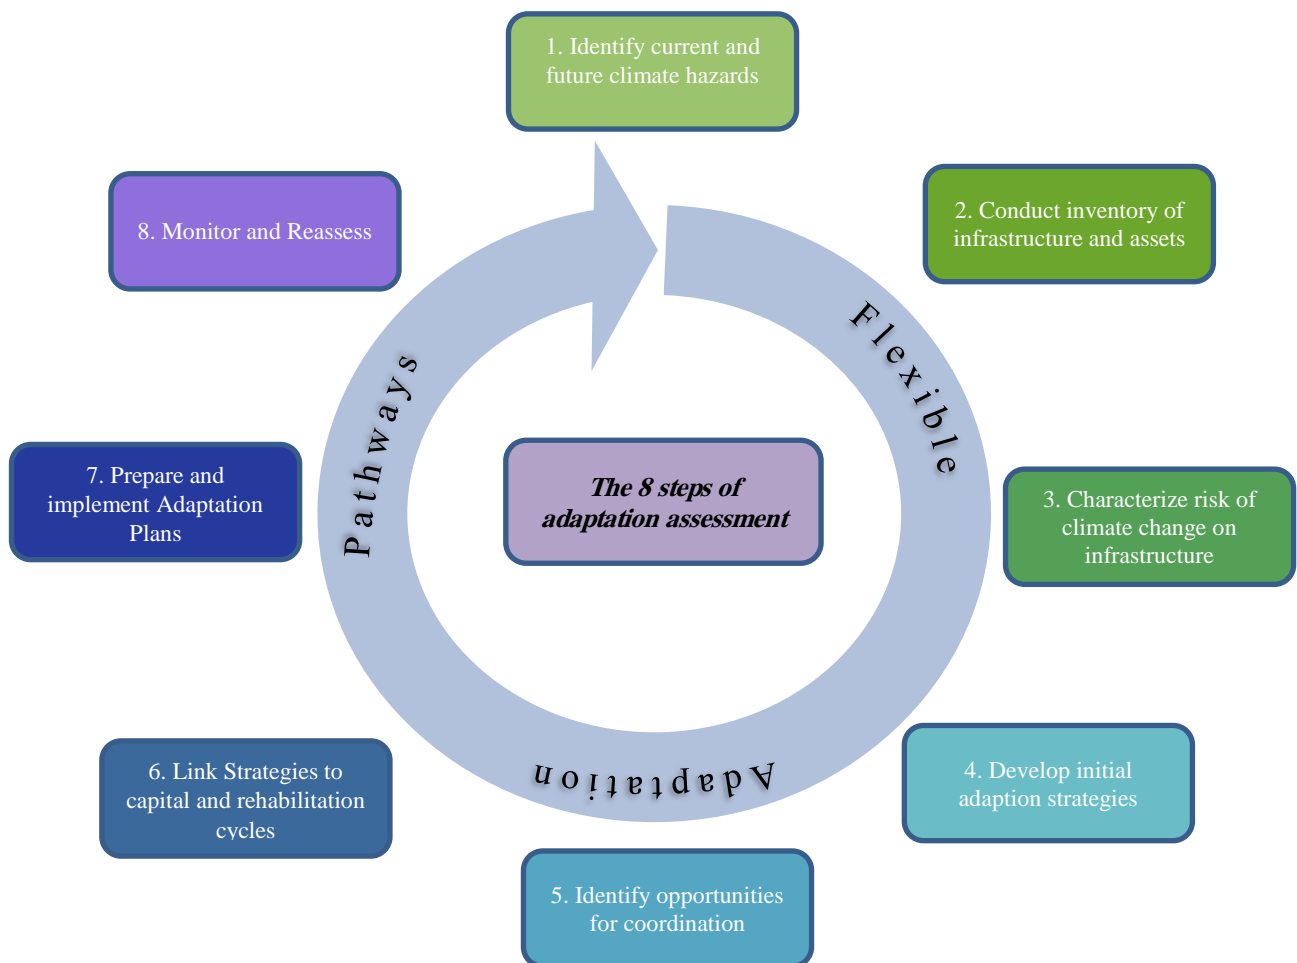 1. Identify current and
future climate hazards
2. Conduct inventory of
infrastructure and assets
3. Characterize risk of
climate change on
infrastructure
4. Develop initial
adaption strategies
5. Identify opportunities
for coordination
6. Link Strategies to
capital and rehabilitation
cycles
7. Prepare and
implement Adaptation
Plans
8. Monitor and Reassess
Flexible
Adaptation
Pathways
The 8 steps of
adaptation assessment